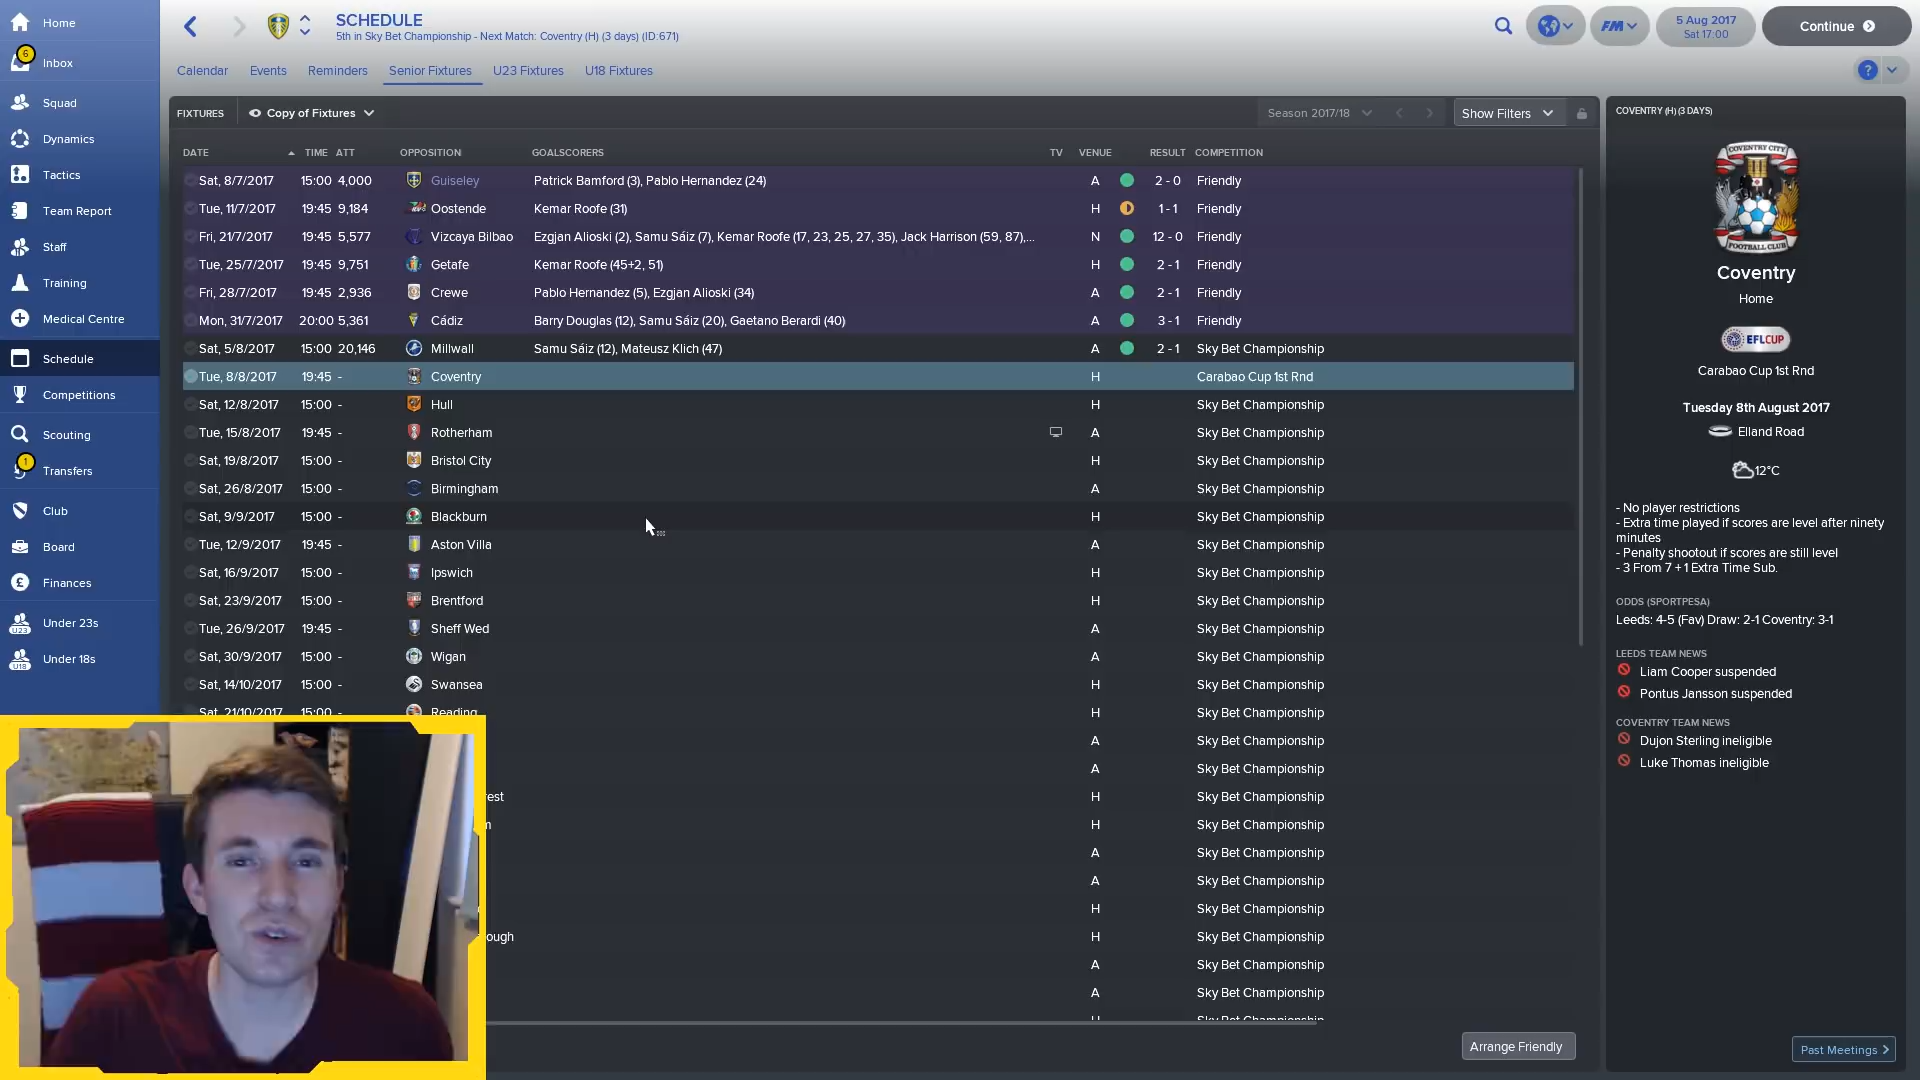 Home
6
Inbox
Squad
Dynamics
Tactics
Team Report
Staff
Training
Medical Centre
Schedule
Competitions
Scouting
1
Transfers
Club
Board
Finances
U23
Under 23s
U18
Under 18s
SCHEDULE
5th in Sky Bet Championship - Next Match: Coventry (H) (3 days) (ID:671)
FM
5 Aug 2017
Sat 17:00
Continue
Calendar Events Reminders Senior Fixtures U23 Fixtures U18 Fixtures
?
FIXTURES Copy of Fixtures Season 2017/18 Show Filters
DATE TIME ATT OPPOSITION GOALSCORERS TV VENUE RESULT COMPETITION
Sat, 8/7/2017 15:00 4,000 Guiseley Patrick Bamford (3), Pablo Hernandez (24) A 2 - 0 Friendly
Tue, 11/7/2017 19:45 9,184 Oostende Kemar Roofe (31) H 1 - 1 Friendly
Fri, 21/7/2017 19:45 5,577 Vizcaya Bilbao Ezgjan Alioski (2), Samu Sáiz (7), Kemar Roofe (17, 23, 25, 27, 35), Jack Harrison (59, 87),... N 12 - 0 Friendly
Tue, 25/7/2017 19:45 9,751 Getafe Kemar Roofe (45+2, 51) H 2 - 1 Friendly
Fri, 28/7/2017 19:45 2,936 Crewe Pablo Hernandez (5), Ezgjan Alioski (34) A 2 - 1 Friendly
Mon, 31/7/2017 20:00 5,361 Cádiz Barry Douglas (12), Samu Sáiz (20), Gaetano Berardi (40) A 3 - 1 Friendly
Sat, 5/8/2017 15:00 20,146 Millwall Samu Sáiz (12), Mateusz Klich (47) A 2 - 1 Sky Bet Championship
Tue, 8/8/2017 19:45 - Coventry H Carabao Cup 1st Rnd
Sat, 12/8/2017 15:00 - Hull H Sky Bet Championship
Tue, 15/8/2017 19:45 - Rotherham A Sky Bet Championship
Sat, 19/8/2017 15:00 - Bristol City H Sky Bet Championship
Sat, 26/8/2017 15:00 - Birmingham A Sky Bet Championship
Sat, 9/9/2017 15:00 - Blackburn H Sky Bet Championship
Tue, 12/9/2017 19:45 - Aston Villa A Sky Bet Championship
Sat, 16/9/2017 15:00 - Ipswich H Sky Bet Championship
Sat, 23/9/2017 15:00 - Brentford H Sky Bet Championship
Tue, 26/9/2017 19:45 - Sheff Wed A Sky Bet Championship
Sat, 30/9/2017 15:00 - Wigan A Sky Bet Championship
Sat, 14/10/2017 15:00 - Swansea H Sky Bet Championship
Sat, 21/10/2017 15:00 - Reading H Sky Bet Championship
A Sky Bet Championship
A Sky Bet Championship
rest H Sky Bet Championship
m H Sky Bet Championship
A Sky Bet Championship
A Sky Bet Championship
H Sky Bet Championship
ough H Sky Bet Championship
A Sky Bet Championship
A Sky Bet Championship
H Sky Bet Championship
Arrange Friendly
COVENTRY (H) (3 DAYS)
COVENTRY CITY
FOOTBALL CLUB
Coventry
Home
EFLCUP
Carabao Cup 1st Rnd
Tuesday 8th August 2017
Elland Road
12°C
- No player restrictions
- Extra time played if scores are level after ninety
minutes
- Penalty shootout if scores are still level
- 3 From 7 + 1 Extra Time Sub.
ODDS (SPORTPESA)
Leeds: 4-5 (Fav) Draw: 2-1 Coventry: 3-1
LEEDS TEAM NEWS
Liam Cooper suspended
Pontus Jansson suspended
COVENTRY TEAM NEWS
Dujon Sterling ineligible
Luke Thomas ineligible
Past Meetings